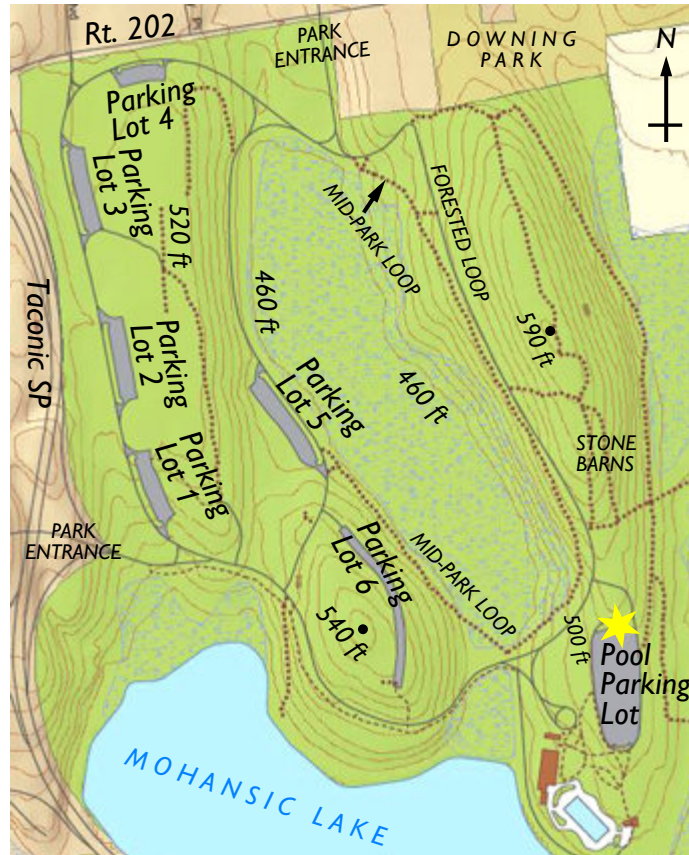 Rt. 202
PARK
ENTRANCE
DOWNING
PARK
N
Parking
Lot 4
Parking
Lot 3
520 ft
MID-PARK LOOP
FORESTED LOOP
460 ft
Taconic SP
590 ft
Parking
Lot 2
Parking
Lot 5
460 ft
Parking
Lot 1
STONE
BARNS
PARK
ENTRANCE
Parking
Lot 6
MID-PARK LOOP
540 ft
500 ft
Pool
Parking
Lot
MOHANSIC LAKE